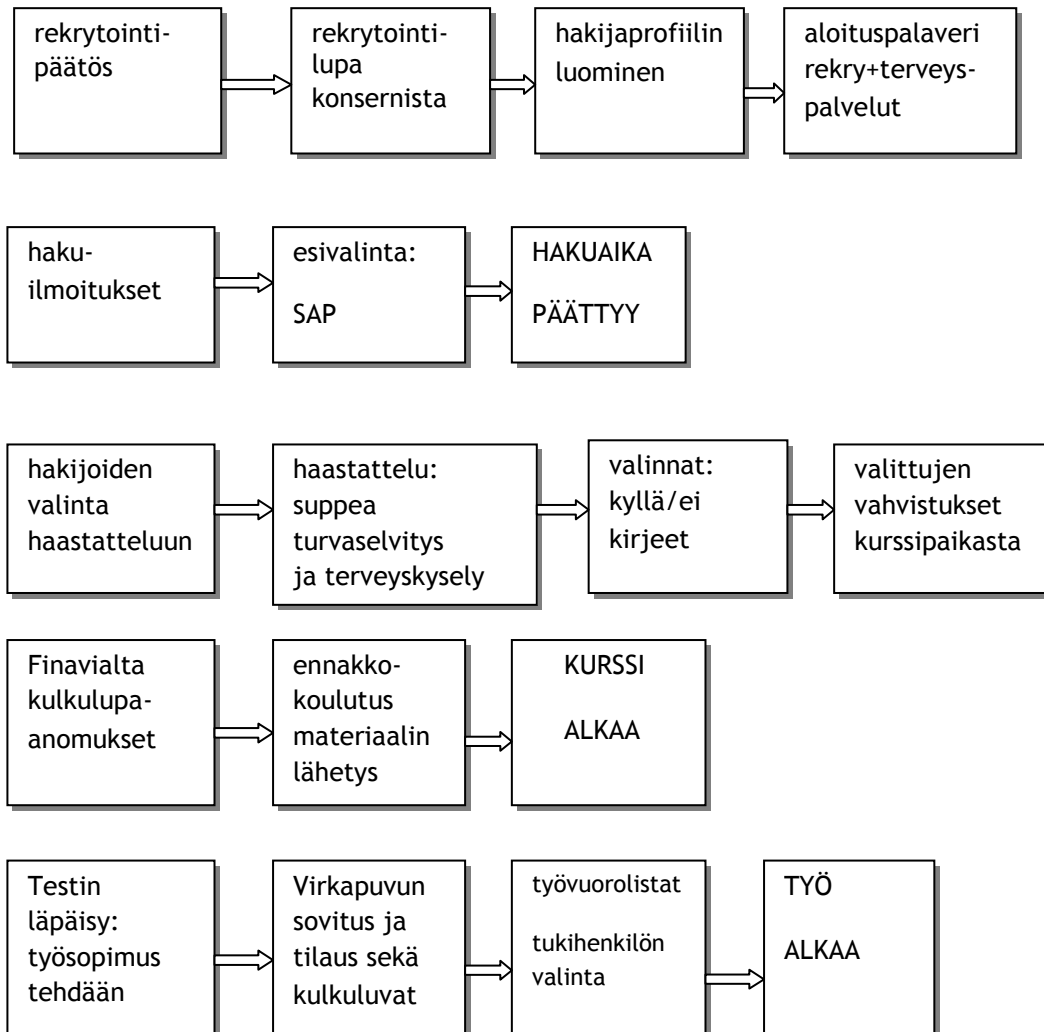 rekrytointi-
päätös
rekrytointi-
lupa
konsernista
hakijaprofiilin
luominen
aloituspalaveri
rekry+terveys-
palvelut
haku-
ilmoitukset
esivalinta:
SAP
HAKUAIKA
PÄÄTTYY
hakijoiden
valinta
haastatteluun
haastattelu:
suppea
turvaselvitys
ja terveyskysely
valinnat:
kyllä/ei
kirjeet
valittujen
vahvistukset
kurssipaikasta
Finavialta
kulkulupa-
anomukset
ennakko-
koulutus
materiaalin
lähetys
KURSSI
ALKAA
Testin
läpäisy:
työsopimus
tehdään
Virkapuvun
sovitus ja
tilaus sekä
kulkuluvat
työvuorolistat
tukihenkilön
valinta
TYÖ
ALKAA